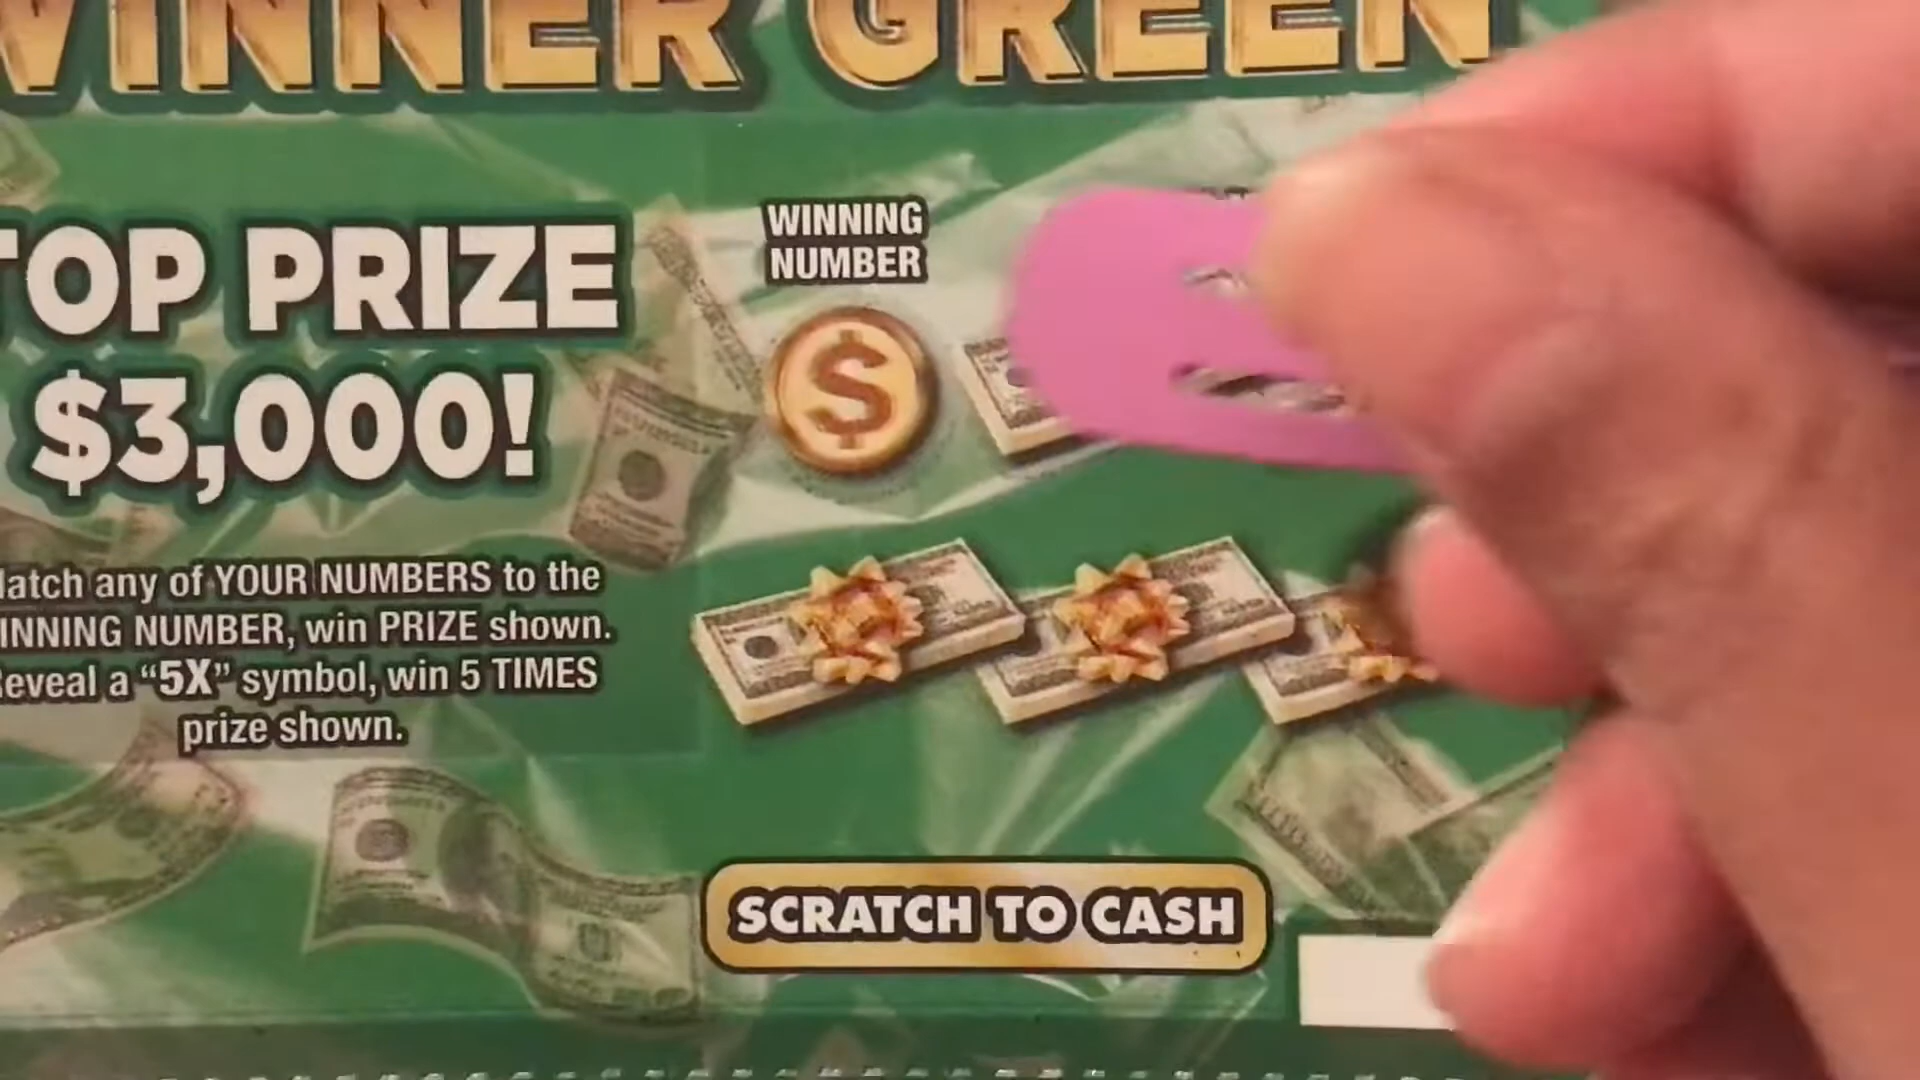 WINNER GREEN
TOP PRIZE
$3,000!
WINNING
NUMBER
$
Match any of YOUR NUMBERS to the
WINNING NUMBER, win PRIZE shown.
Reveal a “5X” symbol, win 5 TIMES
prize shown.
SCRATCH TO CASH